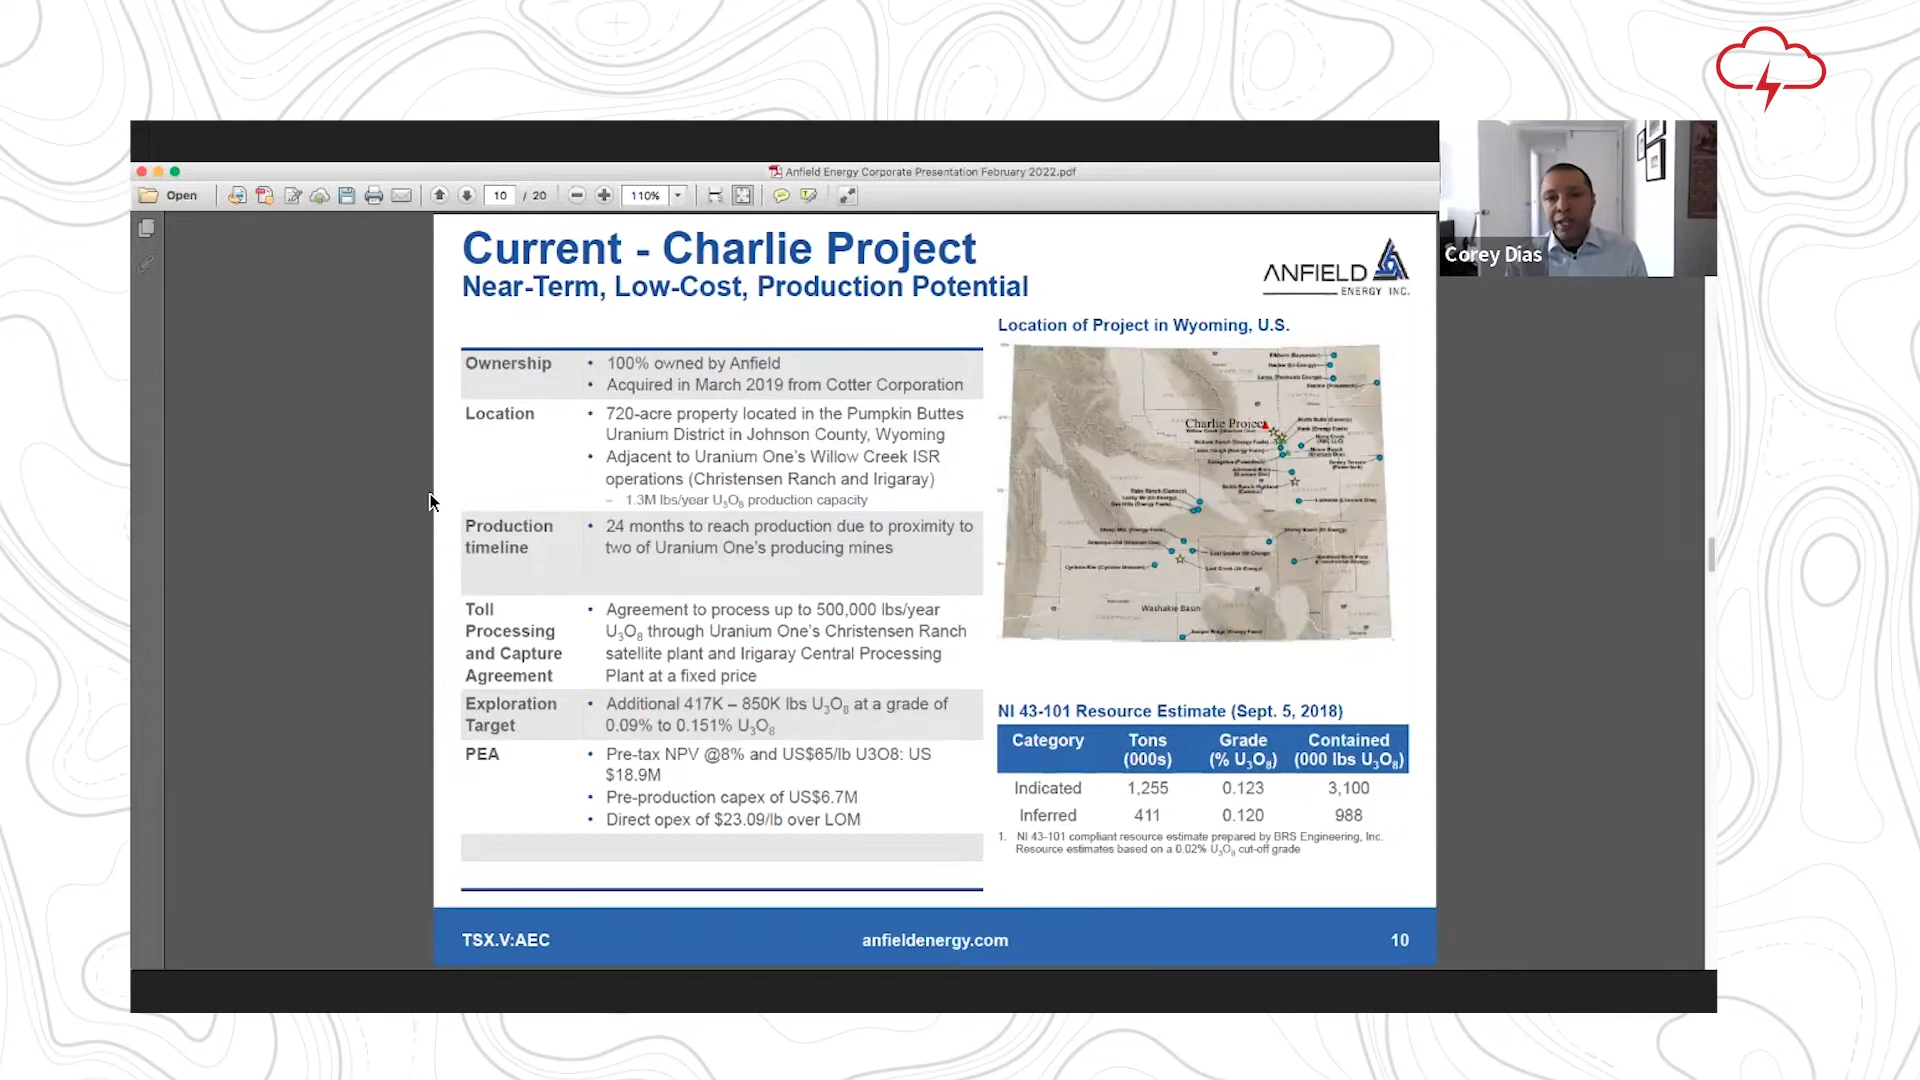 Anfield Energy Corporate Presentation February 2022.pdf
Open
10 / 20
110%
Corey Dias
Current - Charlie Project
Near-Term, Low-Cost, Production Potential
ANFIELD
ENERGY INC.
Ownership
• 100% owned by Anfield
• Acquired in March 2019 from Cotter Corporation
Location
• 720-acre property located in the Pumpkin Buttes
Uranium District in Johnson County, Wyoming
• Adjacent to Uranium One's Willow Creek ISR
operations (Christensen Ranch and Irigaray)
– 1.3M lbs/year U3O8 production capacity
Production
timeline
• 24 months to reach production due to proximity to
two of Uranium One's producing mines
Toll
Processing
and Capture
Agreement
• Agreement to process up to 500,000 lbs/year
U3O8 through Uranium One's Christensen Ranch
satellite plant and Irigaray Central Processing
Plant at a fixed price
Exploration
Target
• Additional 417K – 850K lbs U3O8 at a grade of
0.09% to 0.151% U3O8
PEA
• Pre-tax NPV @8% and US$65/lb U3O8: US
$18.9M
• Pre-production capex of US$6.7M
• Direct opex of $23.09/lb over LOM
Location of Project in Wyoming, U.S.
Charlie Project
Washakie Basin
NI 43-101 Resource Estimate (Sept. 5, 2018)
Category Tons (000s) Grade (% U3O8) Contained (000 lbs U3O8)
Indicated 1,255 0.123 3,100
Inferred 411 0.120 988
1. NI 43-101 compliant resource estimate prepared by BRS Engineering, Inc.
Resource estimates based on a 0.02% U3O8 cut-off grade
TSX.V:AEC
anfieldenergy.com
10